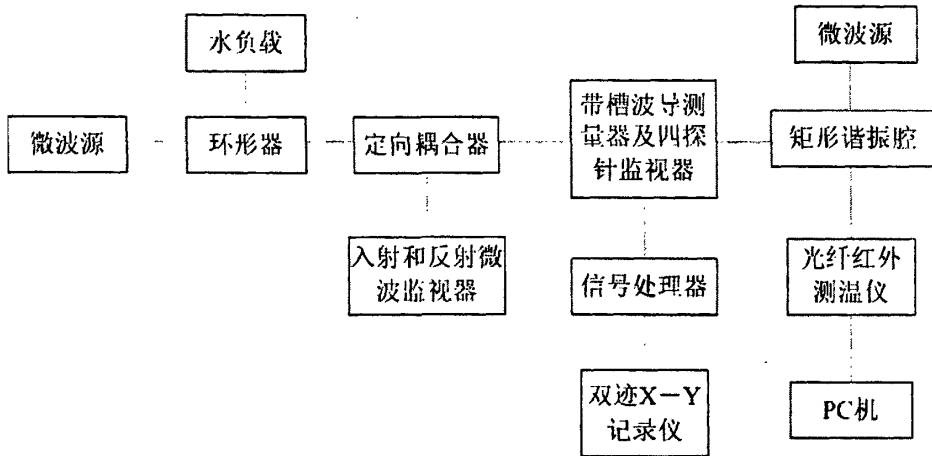 水负载
微波源
微波源
环形器
定向耦合器
带槽波导测
量器及四探
针监视器
矩形谐振腔
入射和反射微
波监视器
信号处理器
光纤红外
测温仪
双迹X－Y
记录仪
PC机